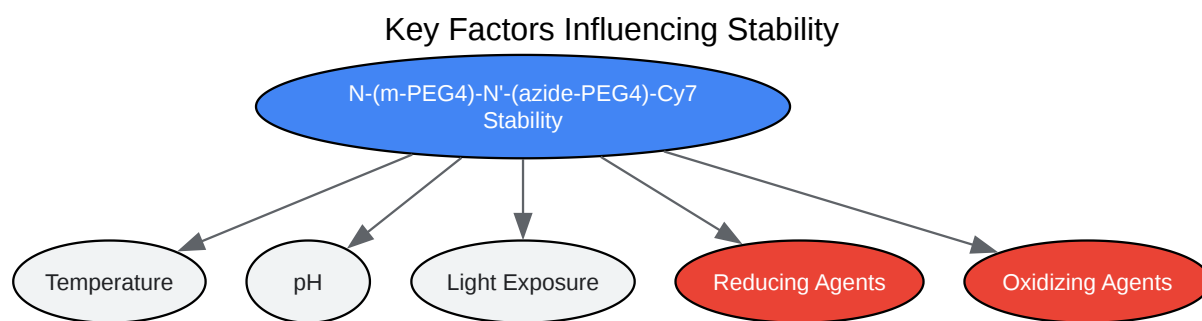 Key Factors Influencing Stability
N-(m-PEG4)-N'-(azide-PEG4)-Cy7
Stability
Temperature
pH
Light Exposure
Reducing Agents
Oxidizing Agents